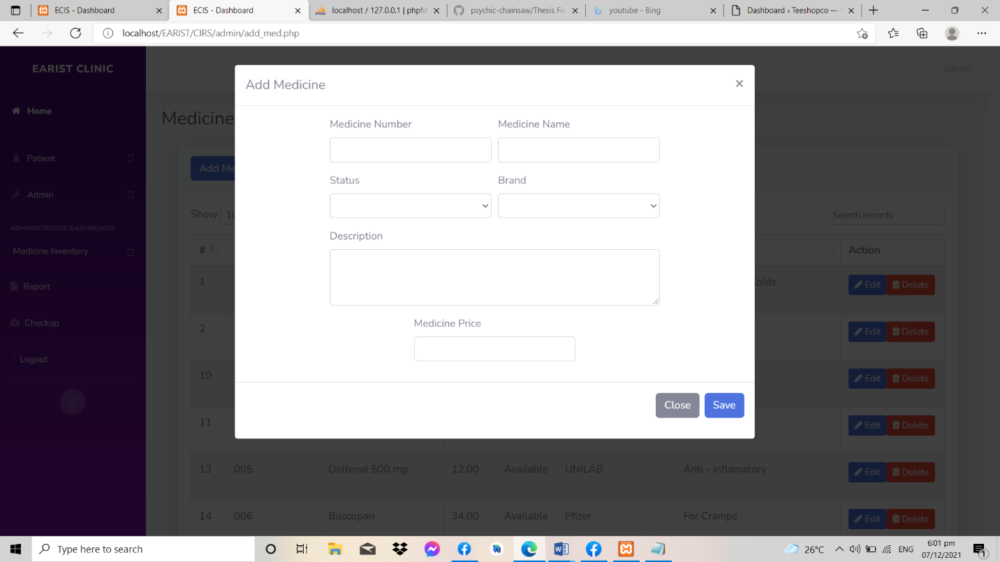 ECIS - Dashboard
ECIS - Dashboard
localhost / 127.0.0.1 | phpM
psychic-chainsaw/Thesis Fi
youtube - Bing
Dashboard ‹ Teeshopco —
localhost/EARIST/CIRS/admin/add_med.php
EARIST CLINIC
admin
Home
Patient
Admin
ADMINISTRATOR DASHBOARD
Medicine Inventory
Report
Checkup
Logout
Medicine
Add Me
Show 10
Search records
# Action
Add Medicine ×
Medicine Number Medicine Name
Status Brand
Description
Medicine Price
Close Save
1 olds Edit Delete
2 Edit Delete
10 Edit Delete
11 Edit Delete
13 005 Dolfenal 500 mg 12.00 Available UNILAB Anti - inflamatory Edit Delete
14 006 Buscopan 34.00 Available Pfizer For Cramps Edit Delete
Type here to search
26°C ENG
6:01 pm
07/12/2021
1